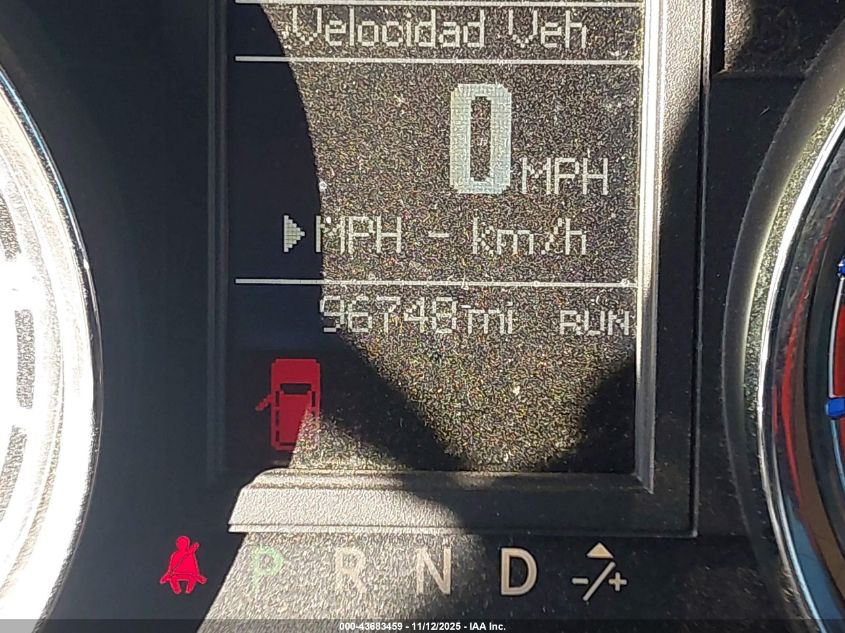 Velocidad Veh
0 MPH
MPH - km/h
96748mi RUN
P R N D -/+
000-43683459 - 11/12/2025 - IAA Inc.